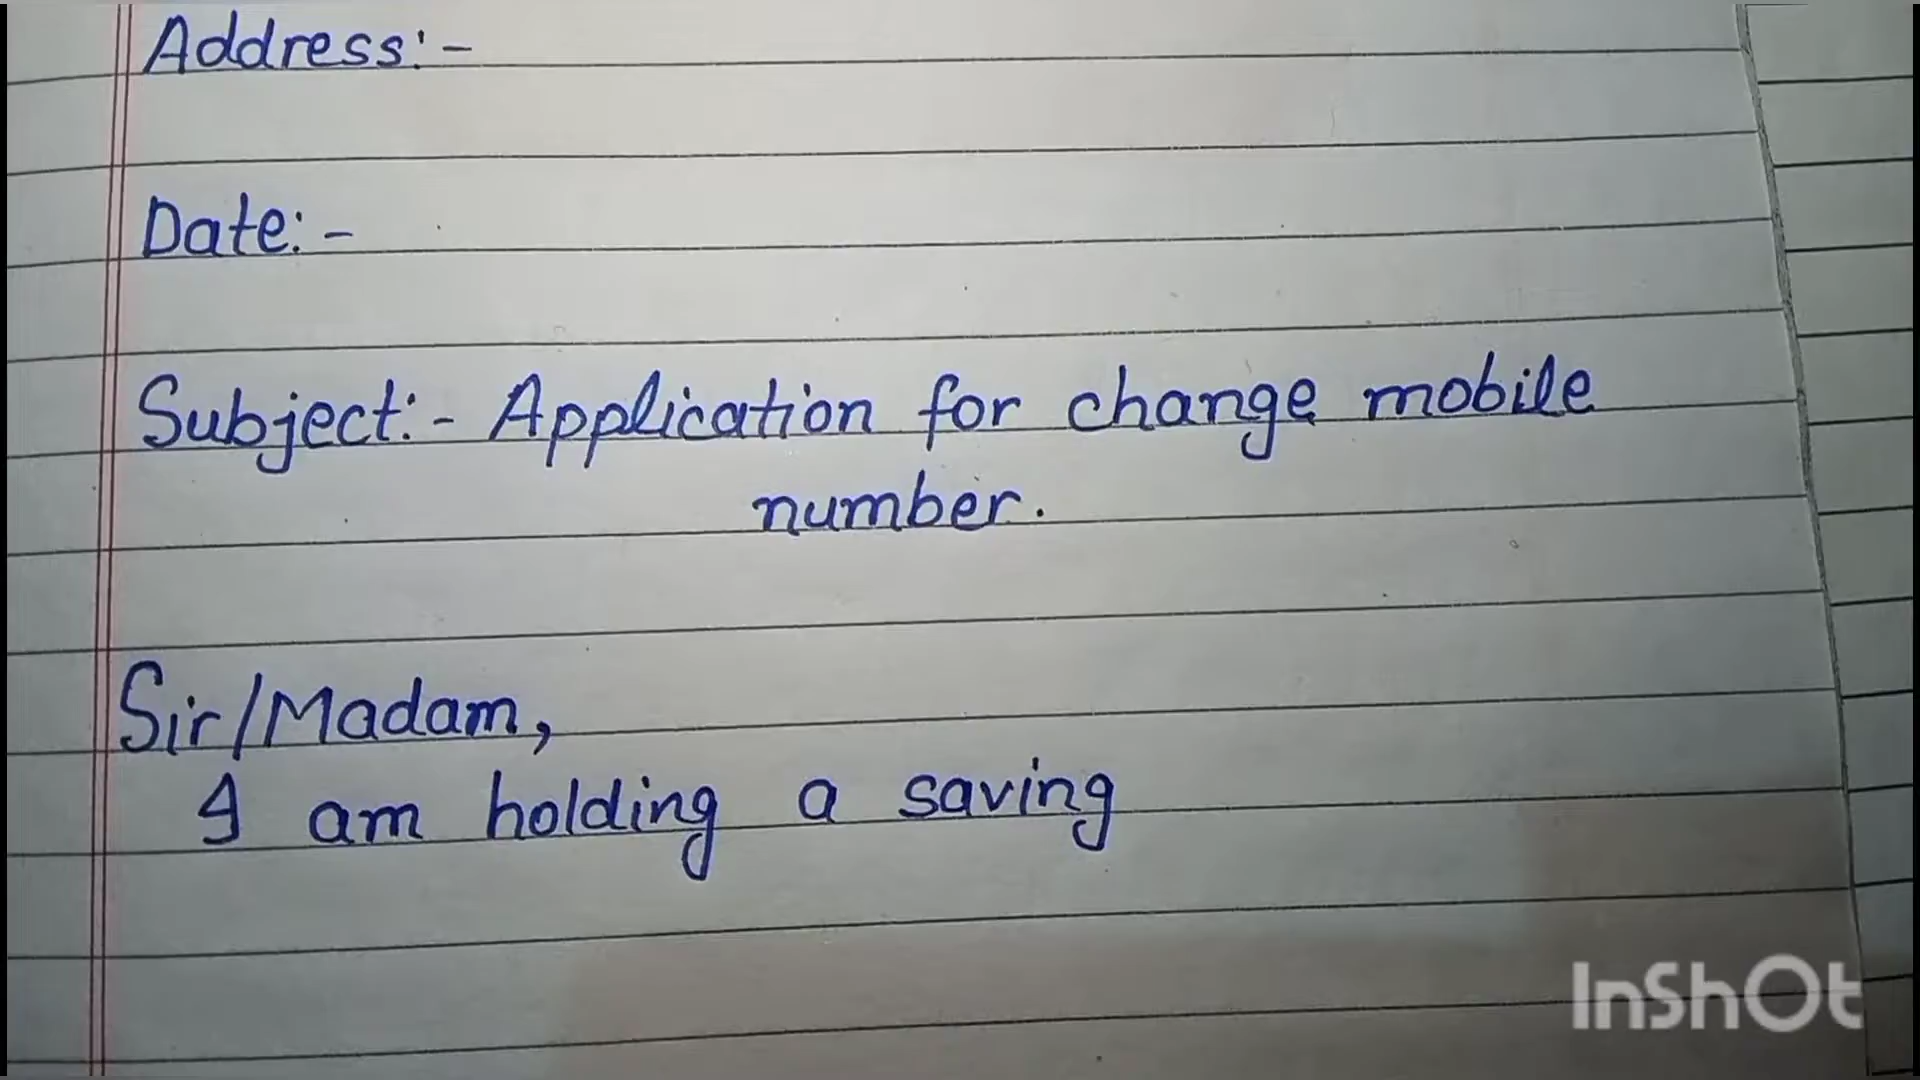 Address:-
Date:-
Subject:- Application for change mobile
number.
Sir/Madam,
I am holding a saving
InShOt